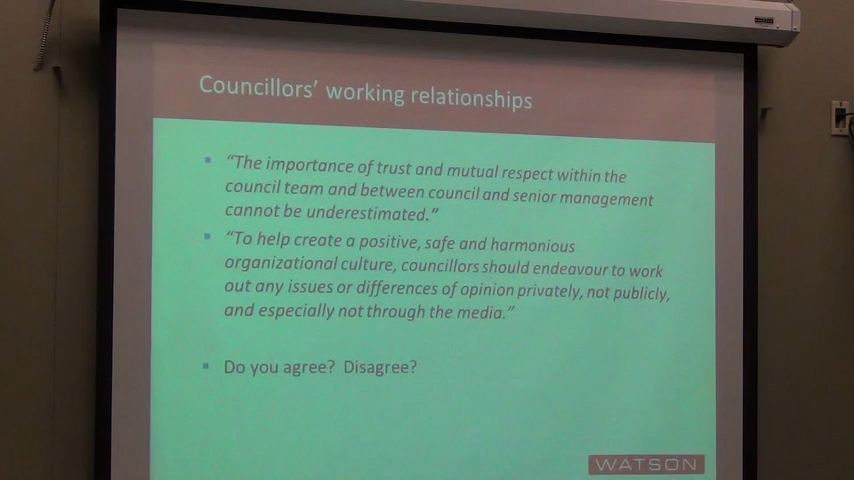 Councillors' working relationships
▪ “The importance of trust and mutual respect within the
council team and between council and senior management
cannot be underestimated.”
▪ “To help create a positive, safe and harmonious
organizational culture, councillors should endeavour to work
out any issues or differences of opinion privately, not publicly,
and especially not through the media.”
▪ Do you agree?  Disagree?
WATSON